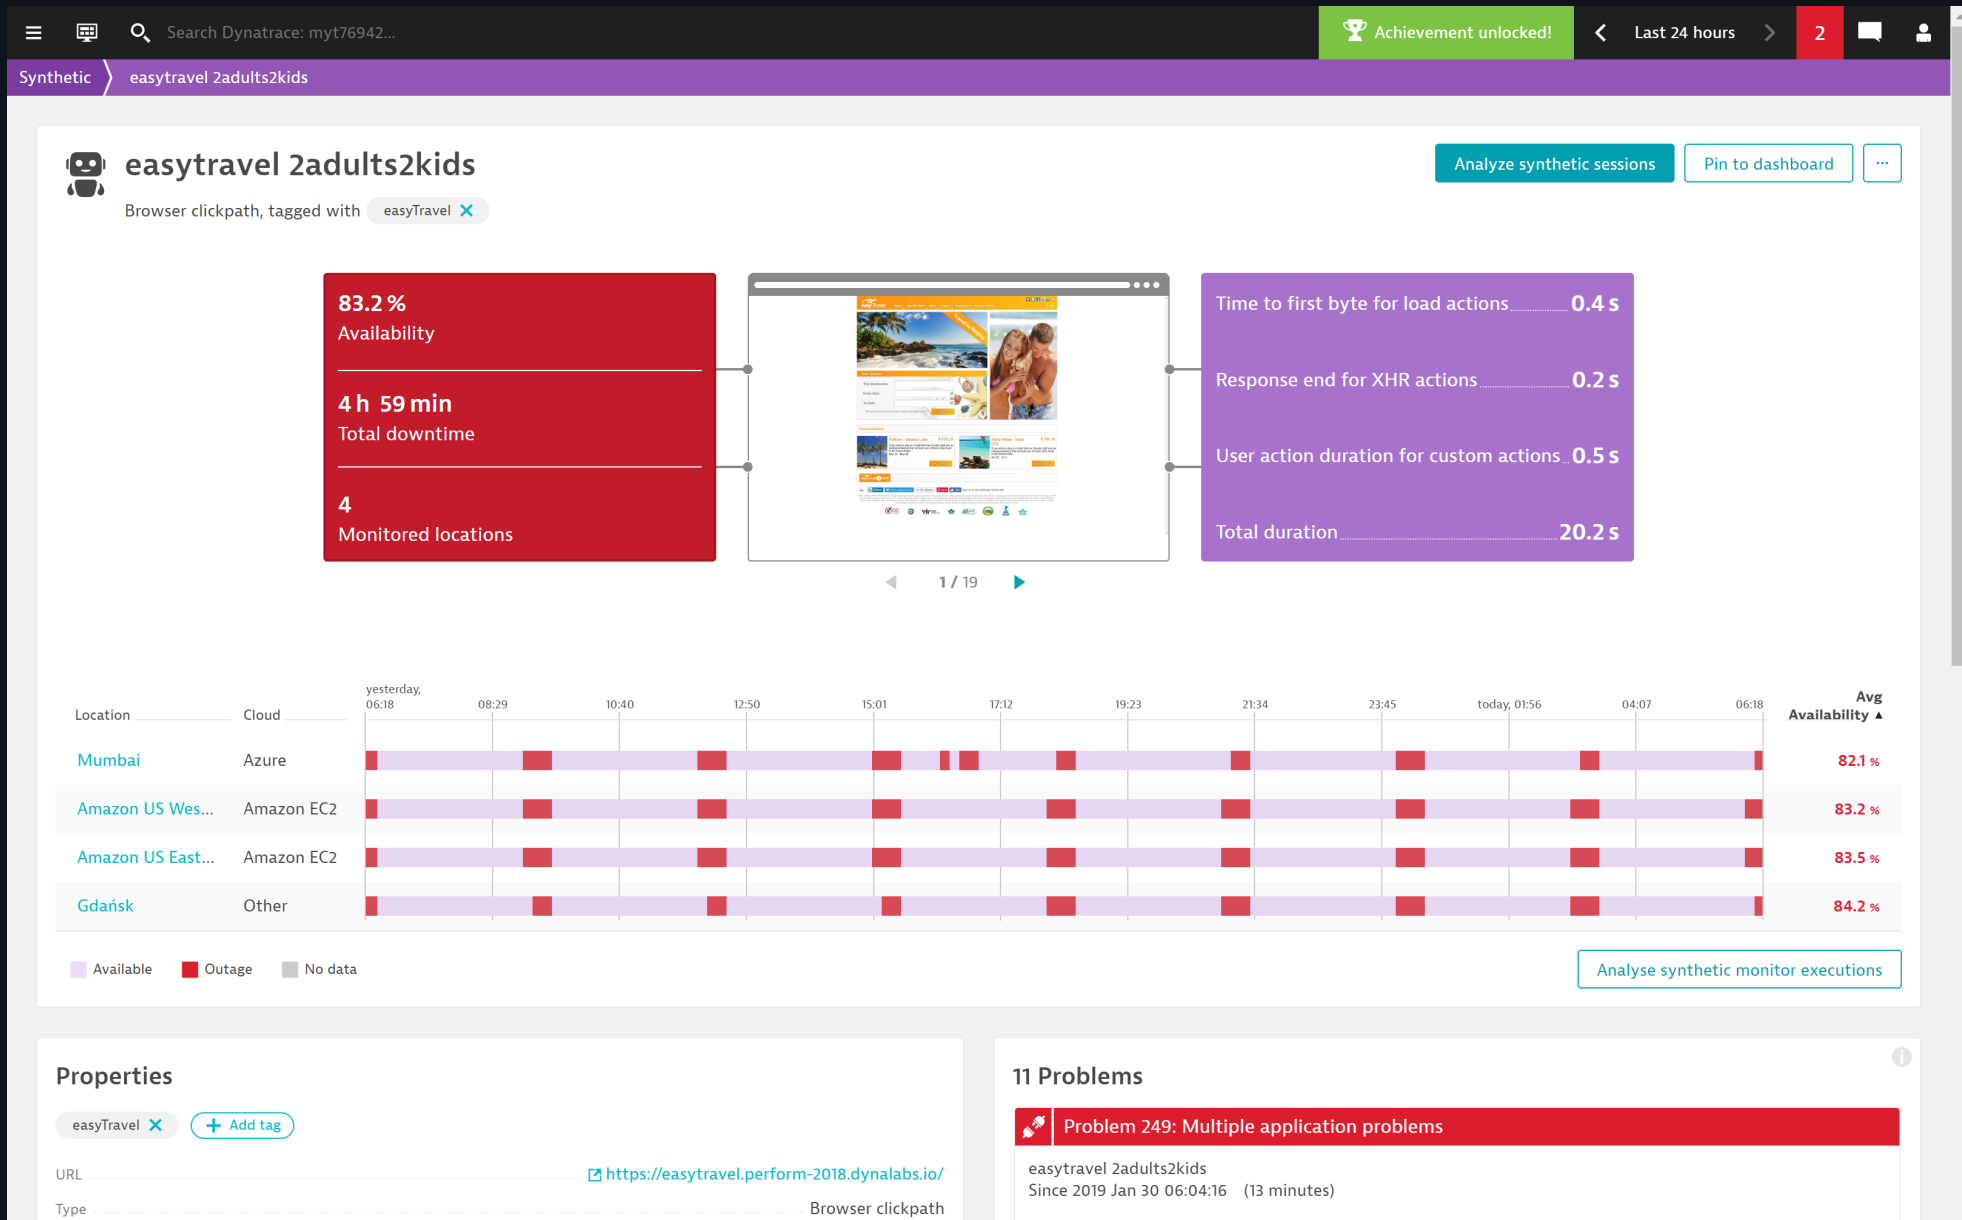 Search Dynatrace: myt76942...
Achievement unlocked!
Last 24 hours
2
Synthetic
easytravel 2adults2kids
easytravel 2adults2kids
Analyze synthetic sessions
Pin to dashboard
...
Browser clickpath, tagged with
easyTravel
83.2 %
Availability
4 h 59 min
Total downtime
4
Monitored locations
Time to first byte for load actions 0.4 s
Response end for XHR actions 0.2 s
User action duration for custom actions 0.5 s
Total duration 20.2 s
1 / 19
yesterday,
06:18 08:29 10:40 12:50 15:01 17:12 19:23 21:34 23:45 today, 01:56 04:07 06:18
Location Cloud
Avg
Availability ▲
Mumbai Azure 82.1 %
Amazon US Wes... Amazon EC2 83.2 %
Amazon US East... Amazon EC2 83.5 %
Gdańsk Other 84.2 %
Available Outage No data
Analyse synthetic monitor executions
Properties
easyTravel
Add tag
URL https://easytravel.perform-2018.dynalabs.io/
Type Browser clickpath
11 Problems
Problem 249: Multiple application problems
easytravel 2adults2kids
Since 2019 Jan 30 06:04:16 (13 minutes)